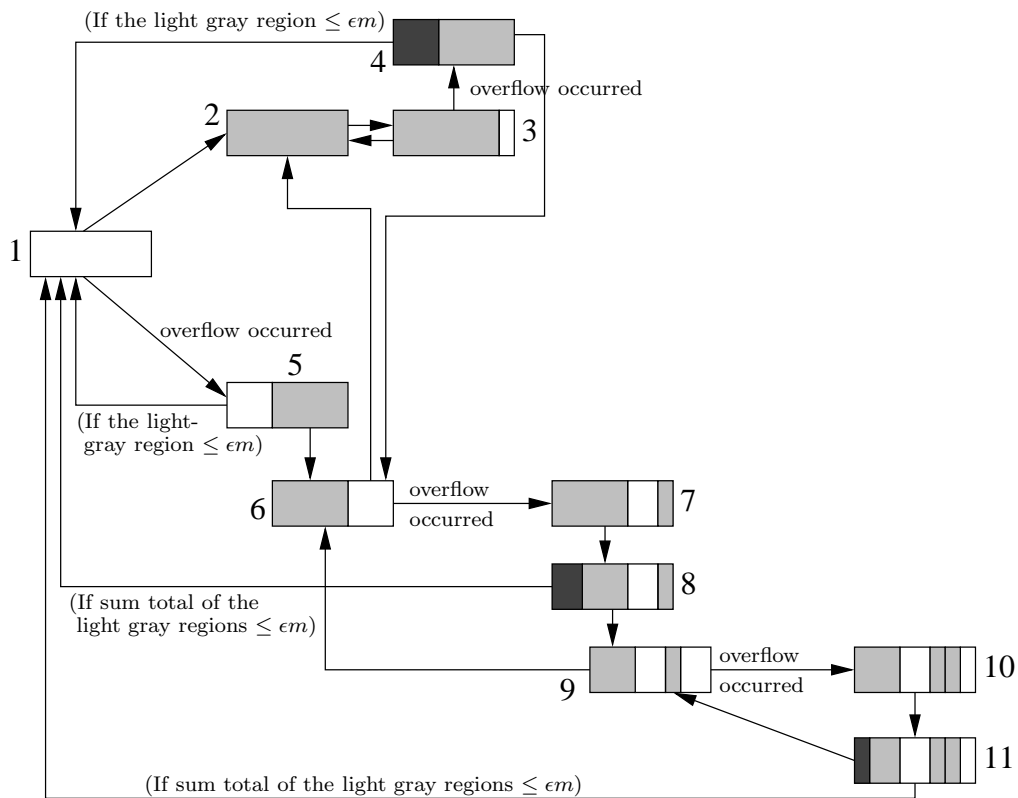 (If the light gray region ≤ ϵm)
4
overflow occurred
2
3
1
overflow occurred
5
(If the light-
gray region ≤ ϵm)
6
overflow
occurred
7
8
(If sum total of the
light gray regions ≤ ϵm)
9
overflow
occurred
10
11
(If sum total of the light gray regions ≤ ϵm)